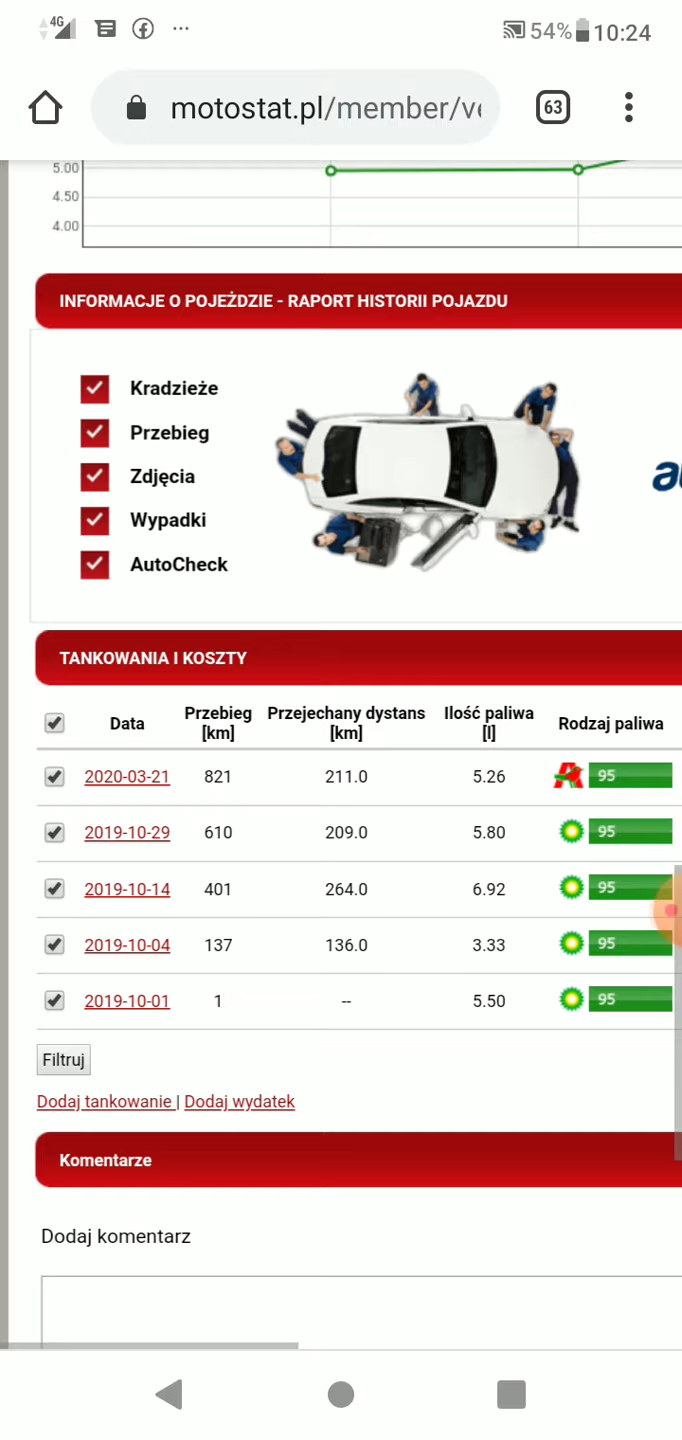 4G 54% 10:24
motostat.pl/member/v 63
5.00
4.50
4.00
INFORMACJE O POJEŹDZIE - RAPORT HISTORII POJAZDU
Kradzieże
Przebieg
Zdjęcia
Wypadki
AutoCheck
TANKOWANIA I KOSZTY
Data Przebieg [km] Przejechany dystans [km] Ilość paliwa [l] Rodzaj paliwa
2020-03-21 821 211.0 5.26 95
2019-10-29 610 209.0 5.80 95
2019-10-14 401 264.0 6.92 95
2019-10-04 137 136.0 3.33 95
2019-10-01 1 -- 5.50 95
Filtruj
Dodaj tankowanie | Dodaj wydatek
Komentarze
Dodaj komentarz